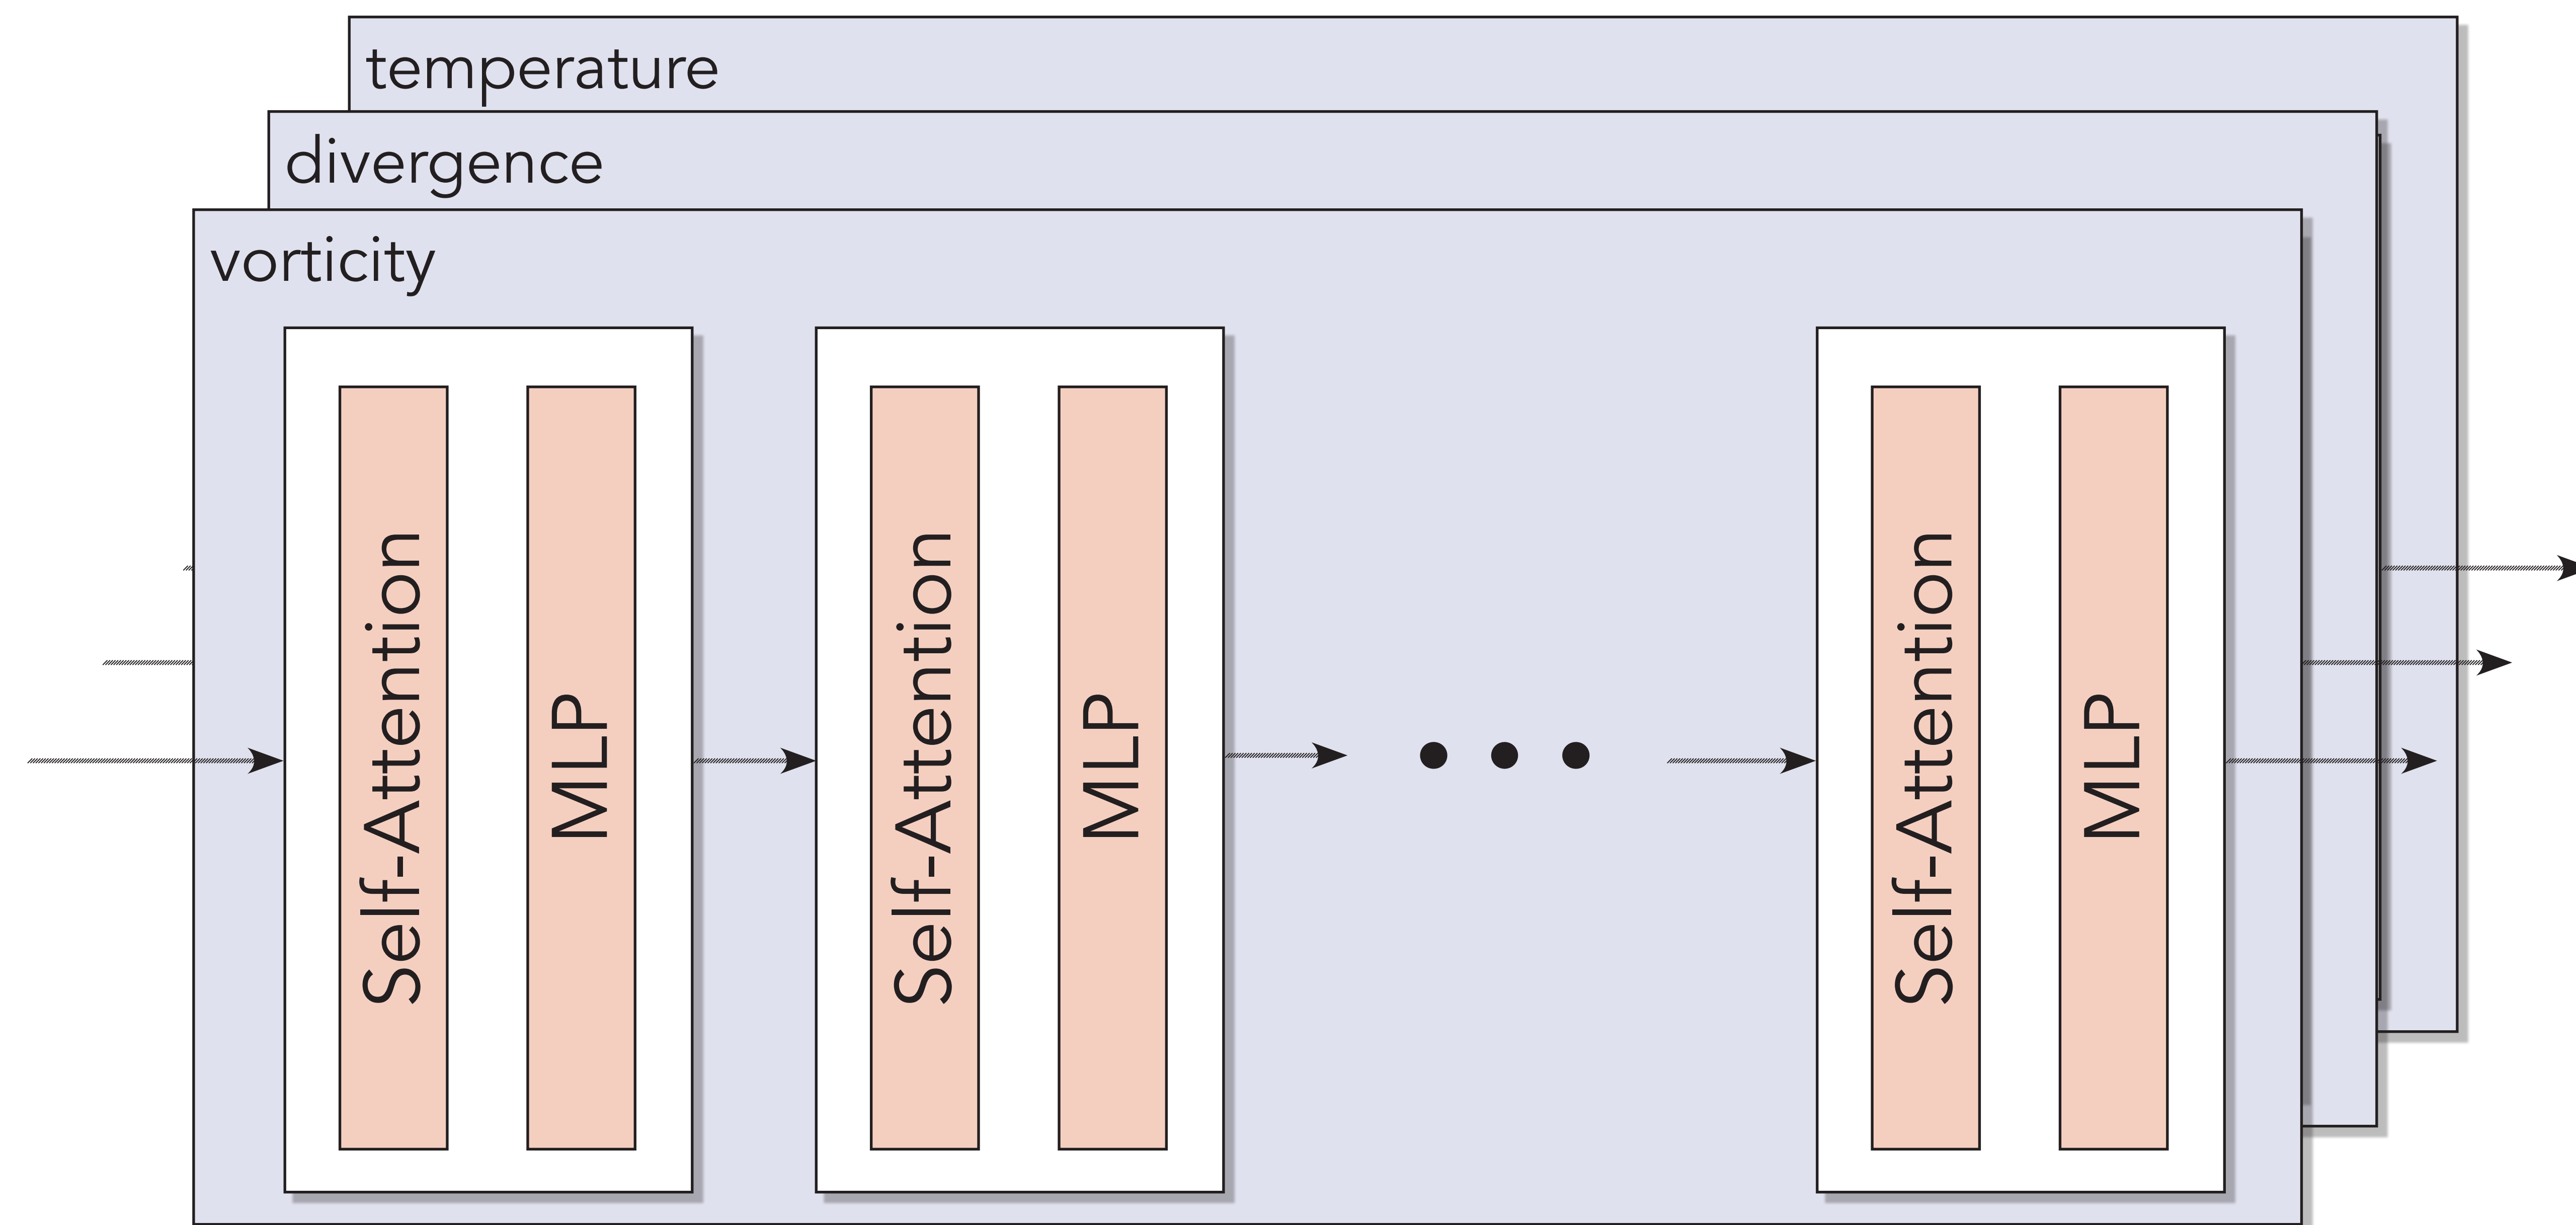 temperature
divergence
vorticity
Self-Attention
MLP
Self-Attention
MLP
Self-Attention
MLP